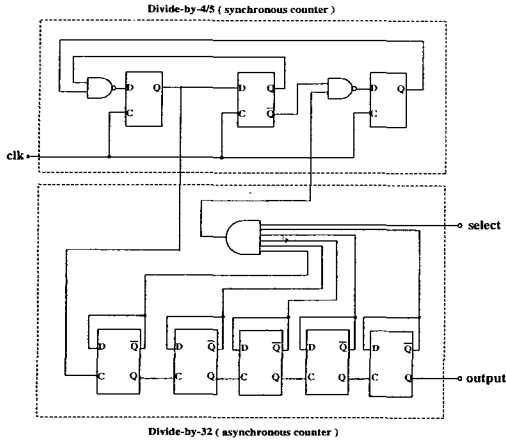 Divide-by-4/5 ( synchronous counter )
D Q D Q D Q
C C Q̅ C
clk
select
D Q̅ D Q̅ D Q̅ D Q̅ D Q̅
C Q C Q C Q C Q C Q
output
Divide-by-32 ( asynchronous counter )